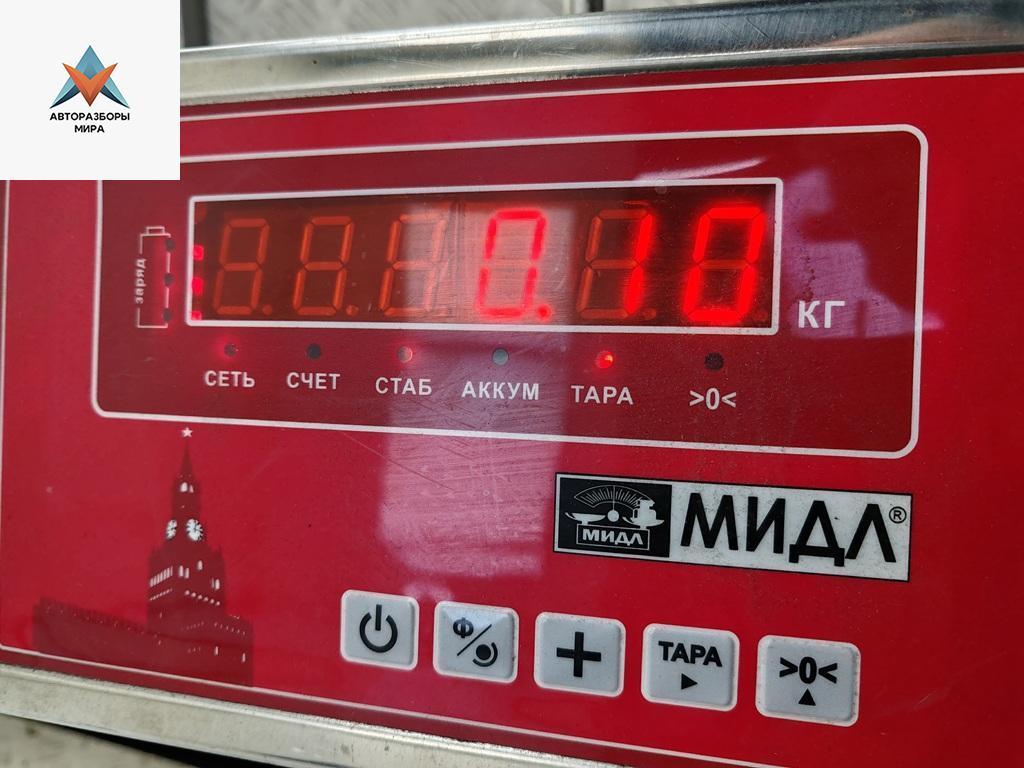 АВТОРАЗБОРЫ
МИРА
заряд
0.10
КГ
СЕТЬ СЧЕТ СТАБ АККУМ ТАРА >0<
МИДЛ МИДЛ®
Ф
ТАРА >0<